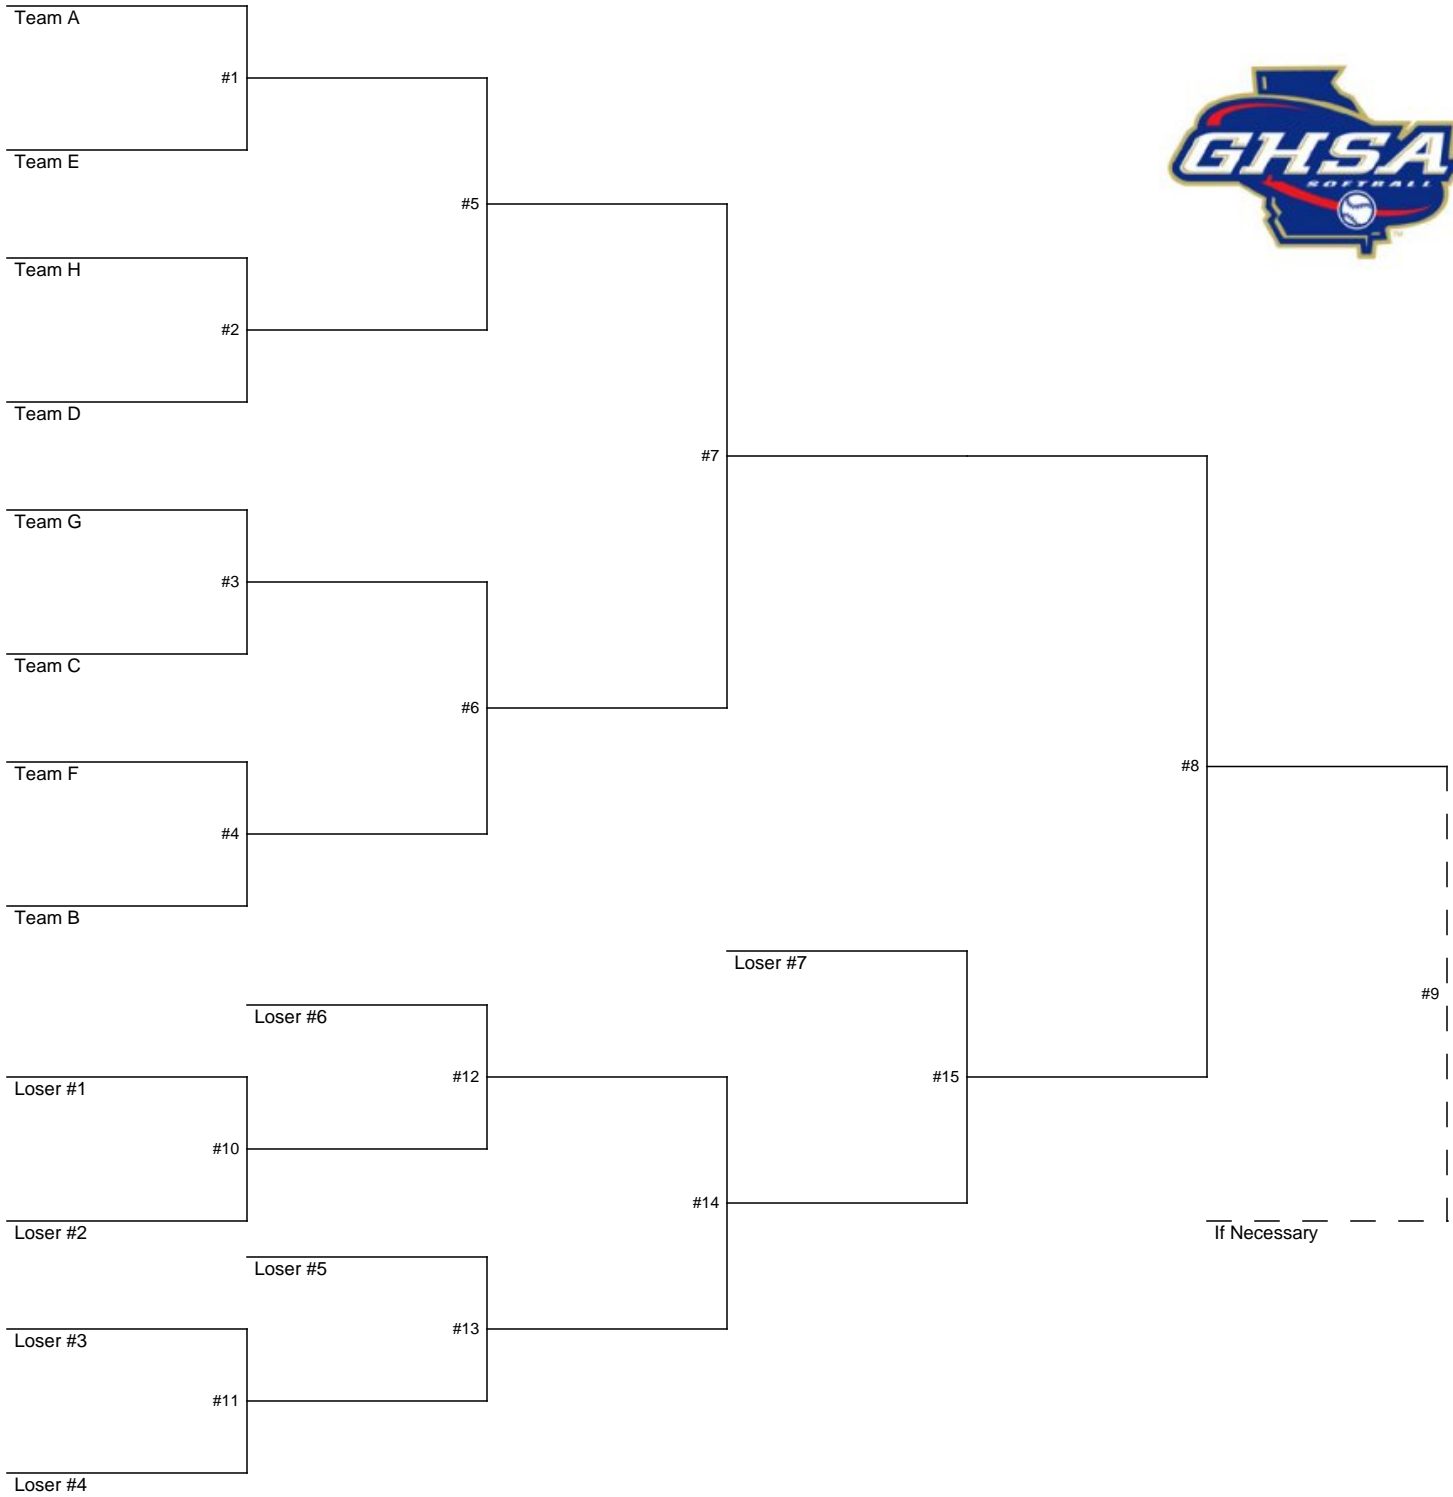 Team A
#1
Team E
#5
Team H
#2
Team D
#7
Team G
#3
Team C
#6
Team F
#4
Team B
#8
Loser #7
#9
Loser #6
#12
Loser #1
#15
#10
#14
Loser #2
If Necessary
Loser #5
#13
Loser #3
#11
Loser #4
GHSA
SOFTBALL
TM